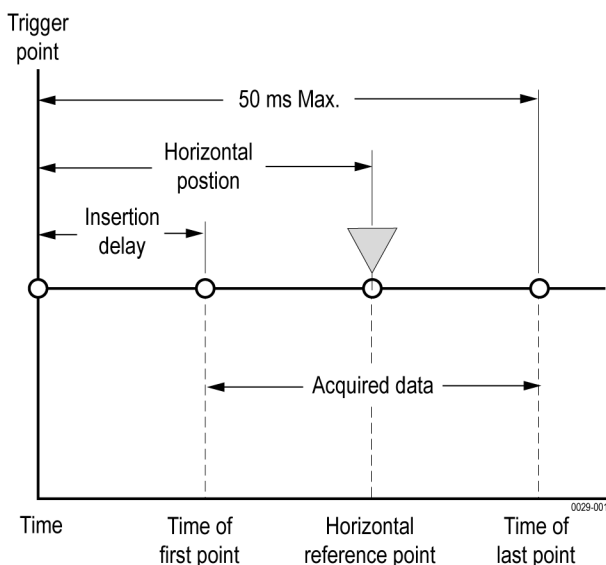 Trigger
point
50 ms Max.
Horizontal
postion
Insertion
delay
Acquired data
0029-001
Time
Time of
first point
Horizontal
reference point
Time of
last point